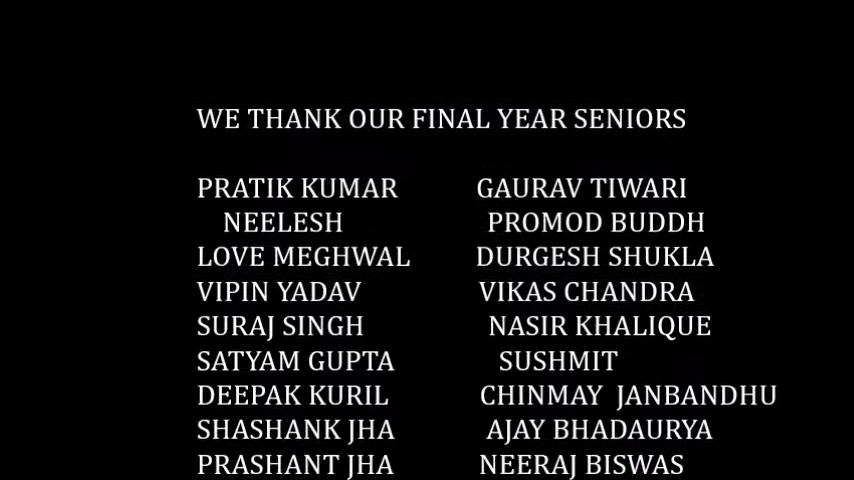 WE THANK OUR FINAL YEAR SENIORS
PRATIK KUMAR GAURAV TIWARI
NEELESH PROMOD BUDDH
LOVE MEGHWAL DURGESH SHUKLA
VIPIN YADAV VIKAS CHANDRA
SURAJ SINGH NASIR KHALIQUE
SATYAM GUPTA SUSHMIT
DEEPAK KURIL CHINMAY JANBANDHU
SHASHANK JHA AJAY BHADAURYA
PRASHANT JHA NEERAJ BISWAS